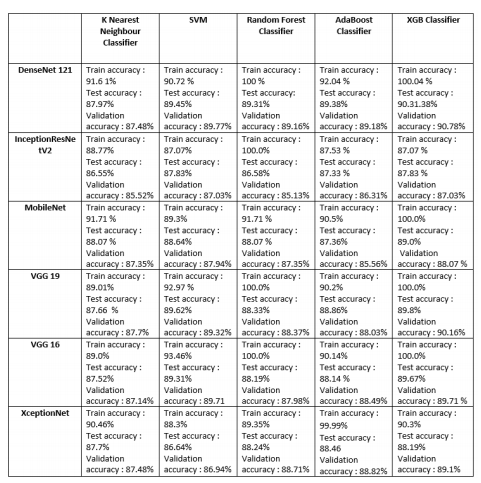 K Nearest Neighbour Classifier
SVM
Random Forest Classifier
AdaBoost Classifier
XGB Classifier
DenseNet 121
Train accuracy : 91.6 1%
Test accuracy : 87.97%
Validation accuracy : 87.48%
Train accuracy : 90.72 %
Test accuracy : 89.45%
Validation accuracy : 89.77%
Train accuracy : 100 %
Test accuracy: 89.31%
Validation accuracy : 89.16%
Train accuracy : 92.04 %
Test accuracy : 89.38%
Validation accuracy : 89.18%
Train accuracy : 100.04 %
Test accuracy : 90.31.38%
Validation accuracy : 90.78%
InceptionResNetV2
Train accuracy : 88.77%
Test accuracy : 86.55%
Validation accuracy : 85.52%
Train accuracy : 87.07%
Test accuracy : 87.83%
Validation accuracy : 87.03%
Train accuracy : 100.0%
Test accuracy : 86.58%
Validation accuracy : 85.13%
Train accuracy : 87.53 %
Test accuracy : 87.33 %
Validation accuracy : 86.31%
Train accuracy : 87.07 %
Test accuracy : 87.83 %
Validation accuracy : 87.03%
MobileNet
Train accuracy : 91.71 %
Test accuracy : 88.07 %
Validation accuracy : 87.35%
Train accuracy : 89.3%
Test accuracy : 88.64%
Validation accuracy : 87.94%
Train accuracy : 91.71 %
Test accuracy : 88.07 %
Validation accuracy : 87.35%
Train accuracy : 90.5%
Test accuracy : 87.36%
Validation accuracy : 85.56%
Train accuracy : 100.0%
Test accuracy : 89.0%
Validation accuracy : 88.07 %
VGG 19
Train accuracy : 89.01%
Test accuracy : 87.66 %
Validation accuracy : 87.7%
Train accuracy : 92.97 %
Test accuracy : 89.62%
Validation accuracy : 89.32%
Train accuracy : 100.0%
Test accuracy : 88.33%
Validation accuracy : 88.37%
Train accuracy : 90.2%
Test accuracy : 88.86%
Validation accuracy : 88.03%
Train accuracy : 100.0%
Test accuracy : 89.8%
Validation accuracy : 90.16%
VGG 16
Train accuracy : 89.0%
Test accuracy : 87.52%
Validation accuracy : 87.14%
Train accuracy : 93.46%
Test accuracy : 89.31%
Validation accuracy : 89.71
Train accuracy : 100.0%
Test accuracy : 88.19%
Validation accuracy : 87.98%
Train accuracy : 90.14%
Test accuracy : 88.14 %
Validation accuracy : 88.49%
Train accuracy : 100.0%
Test accuracy : 89.67%
Validation accuracy : 89.71 %
XceptionNet
Train accuracy : 90.46%
Test accuracy : 87.7%
Validation accuracy : 87.48%
Train accuracy : 88.3%
Test accuracy : 86.64%
Validation accuracy : 86.94%
Train accuracy : 89.35%
Test accuracy : 88.24%
Validation accuracy : 88.71%
Train accuracy : 99.99%
Test accuracy : 88.46
Validation accuracy : 88.82%
Train accuracy : 90.3%
Test accuracy : 88.19%
Validation accuracy : 89.1%